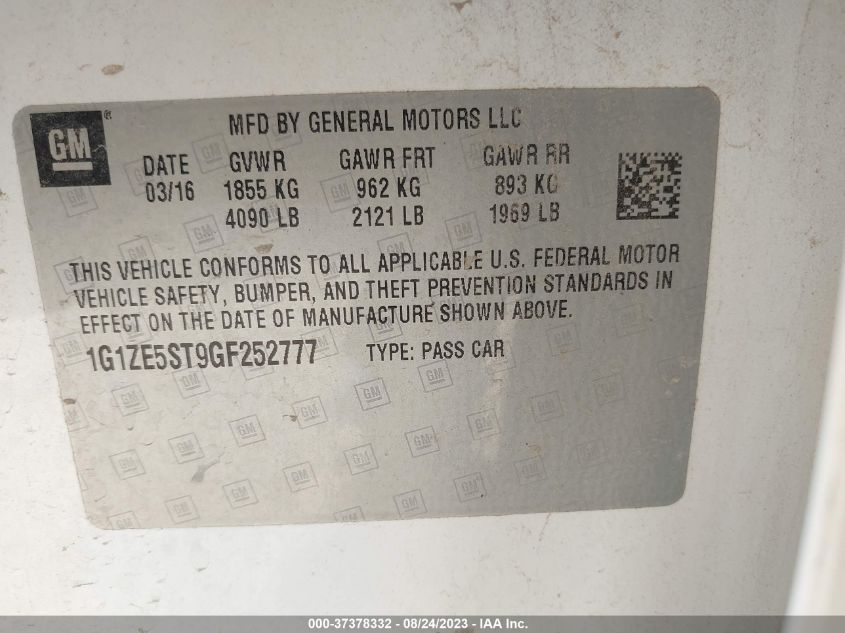 GM ®
MFD BY GENERAL MOTORS LLC
DATE GVWR GAWR FRT GAWR RR
03/16 1855 KG 962 KG 893 KG
4090 LB 2121 LB 1969 LB
THIS VEHICLE CONFORMS TO ALL APPLICABLE U.S. FEDERAL MOTOR
VEHICLE SAFETY, BUMPER, AND THEFT PREVENTION STANDARDS IN
EFFECT ON THE DATE OF MANUFACTURE SHOWN ABOVE.
1G1ZE5ST9GF252777 TYPE: PASS CAR
000-37378332 - 08/24/2023 - IAA Inc.